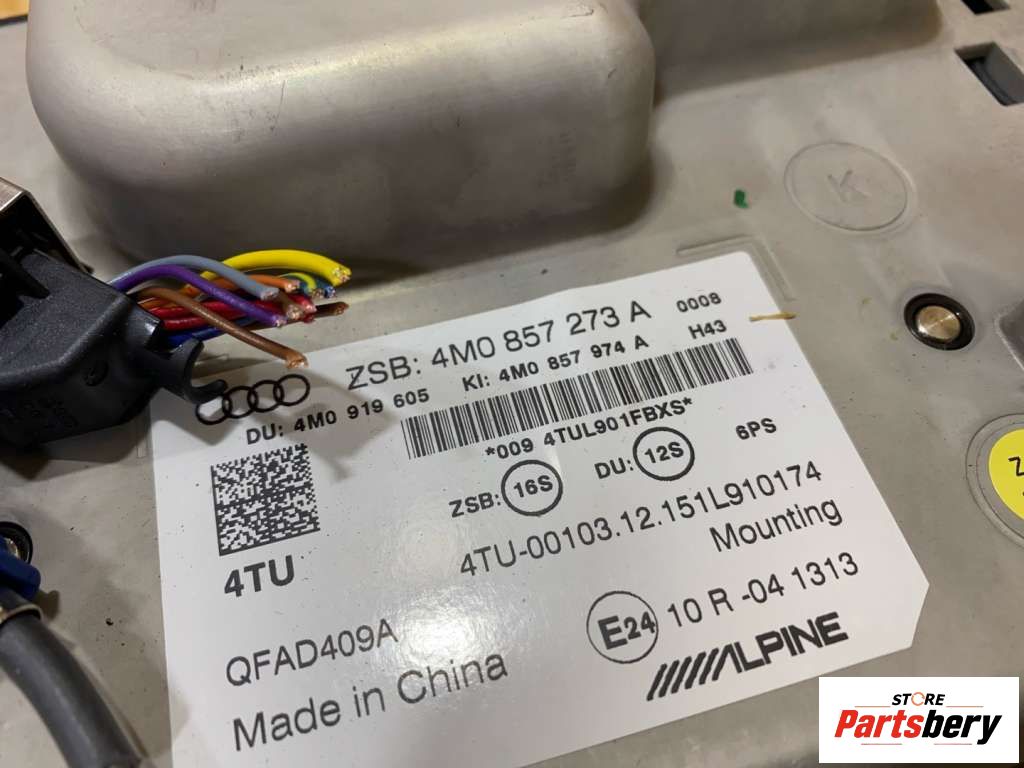 K
ZSB: 4M0 857 273 A 0008
DU: 4M0 919 605 KI: 4M0 857 974 A H43
*009 4TUL901FBXS*
ZSB: 16S DU: 12S 6PS
4TU
4TU-00103.12.151L910174
Mounting
QFAD409A
E24 10 R -04 1313
Made in China
ALPINE
Z
STORE
Partsbery